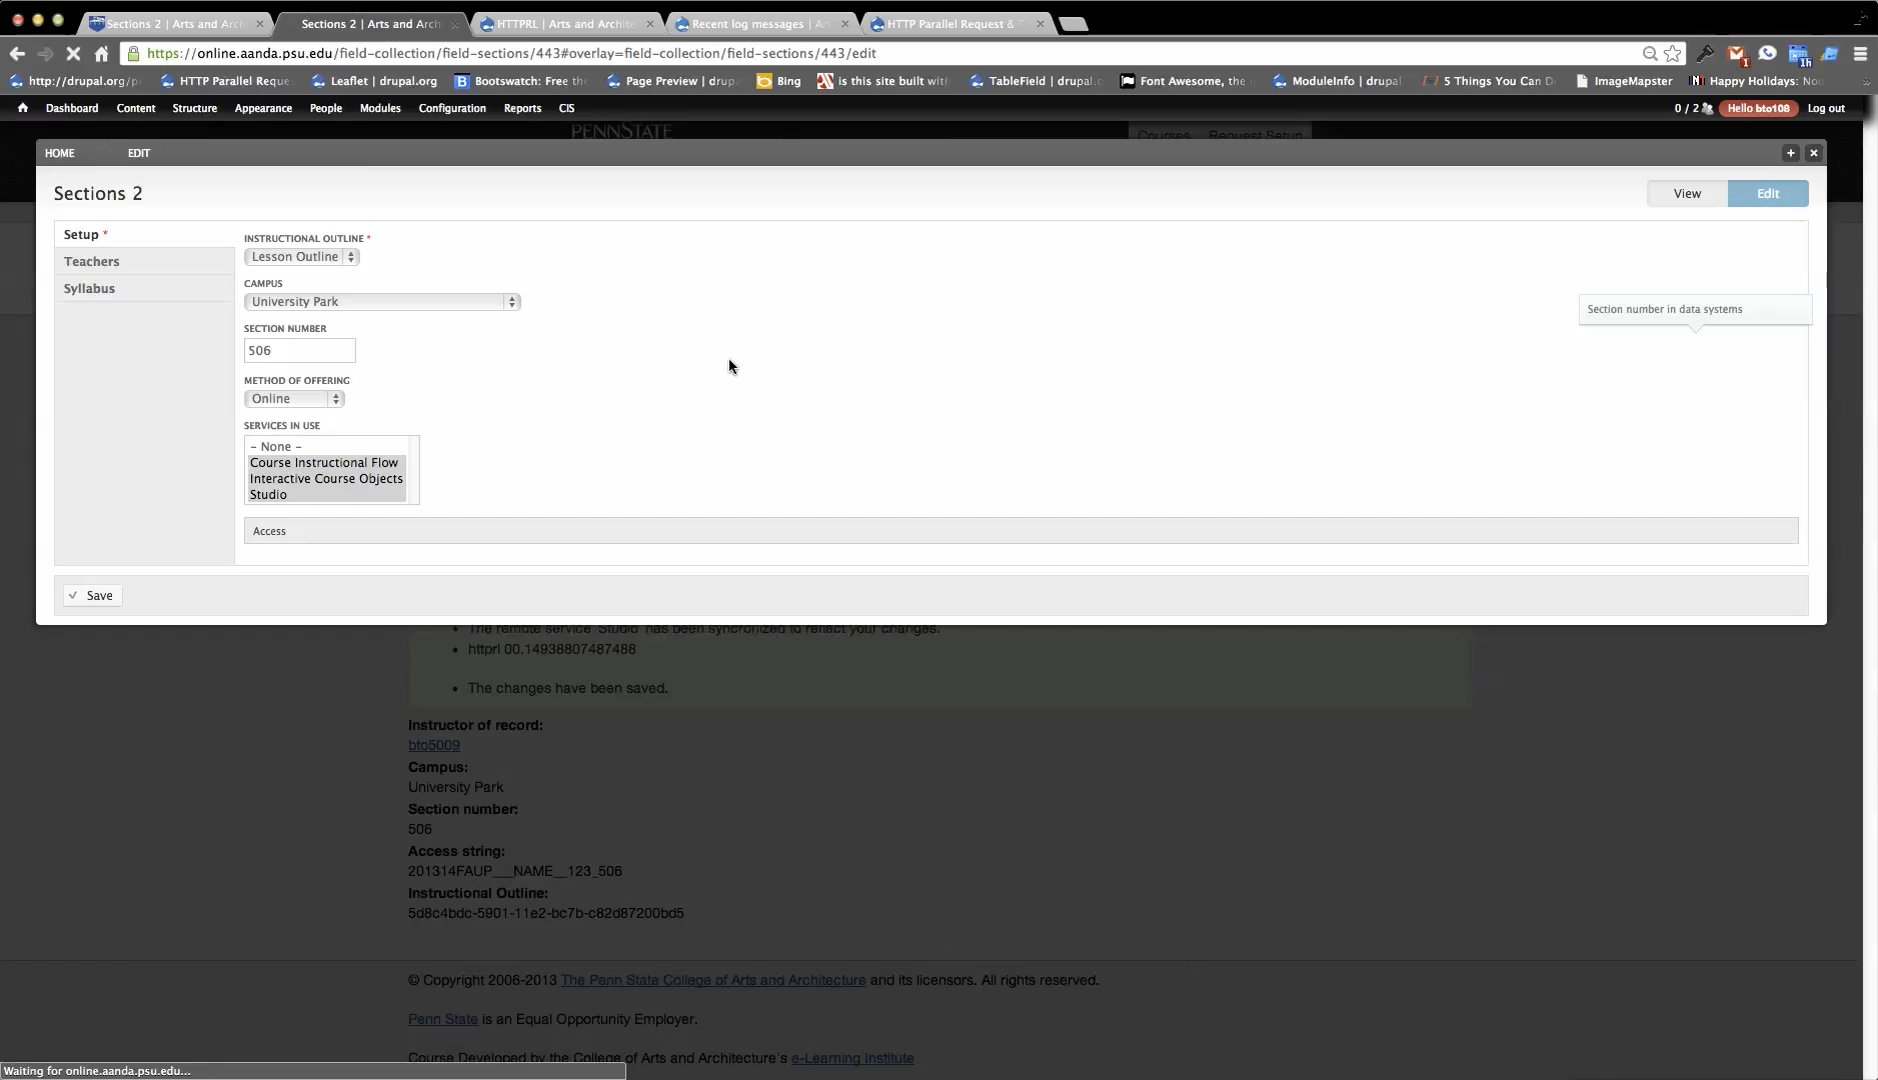 Sections 2 | Arts and Arc
Sections 2 | Arts and Arch
HTTPRL | Arts and Archite
Recent log messages | A
HTTP Parallel Request &
https://online.aanda.psu.edu/field-collection/field-sections/443#overlay=field-collection/field-sections/443/edit
http://drupal.org/p
HTTP Parallel Reque
Leaflet | drupal.org
Bootswatch: Free th
Page Preview | drup
Bing
is this site built with
TableField | drupal.o
Font Awesome, the
ModuleInfo | drupal
5 Things You Can D
ImageMapster
Happy Holidays: No
»
Dashboard Content Structure Appearance People Modules Configuration Reports CIS
0 / 2 Hello bto108 Log out
PENNSTATE
Courses Request Setup
HOME EDIT
Sections 2
View Edit
Setup *
Teachers
Syllabus
INSTRUCTIONAL OUTLINE *
Lesson Outline
CAMPUS
University Park
Section number in data systems
SECTION NUMBER
506
METHOD OF OFFERING
Online
SERVICES IN USE
- None -
Course Instructional Flow
Interactive Course Objects
Studio
Access
Save
• The remote service 'Studio' has been syncronized to reflect your changes.
• httprl 00.14938807487488
• The changes have been saved.
Instructor of record:
bto5009
Campus:
University Park
Section number:
506
Access string:
201314FAUP___NAME__123_506
Instructional Outline:
5d8c4bdc-5901-11e2-bc7b-c82d87200bd5
© Copyright 2006-2013 The Penn State College of Arts and Architecture and its licensors. All rights reserved.
Penn State is an Equal Opportunity Employer.
Course Developed by the College of Arts and Architecture's e-Learning Institute
Waiting for online.aanda.psu.edu...